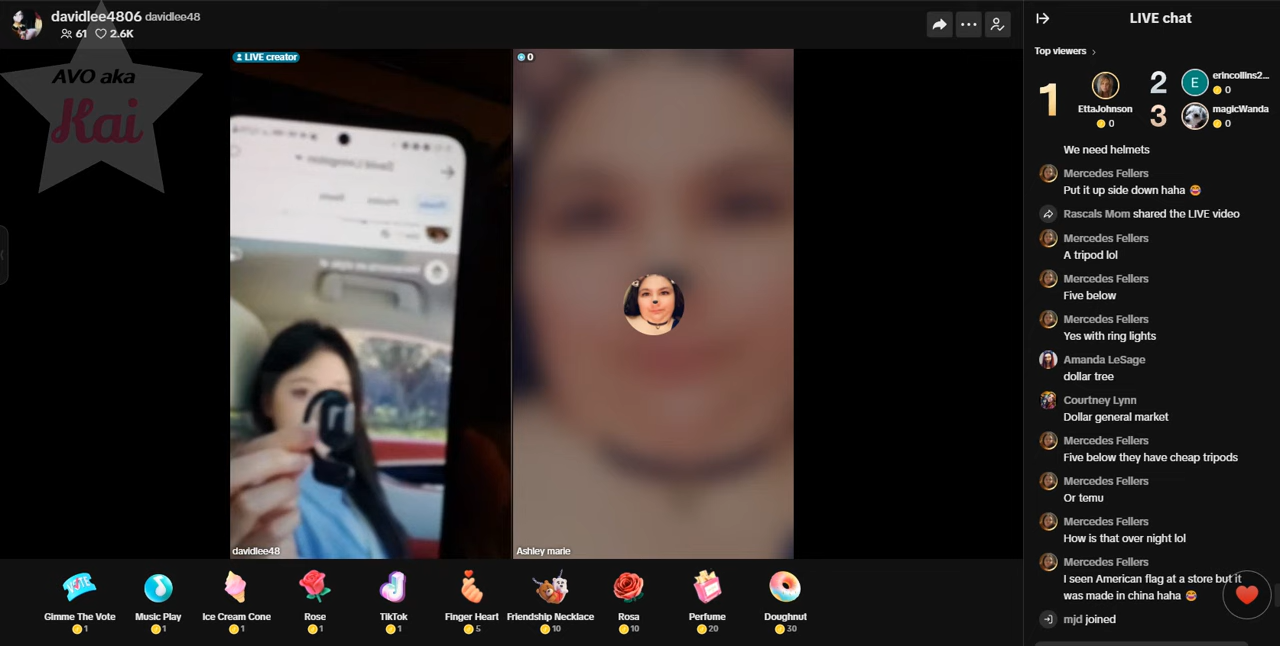 davidlee4806 davidlee48
61 2.6K
AVO aka
Kai
LIVE creator
0
davidlee48
Ashley marie
Gimme The Vote
1
Music Play
1
Ice Cream Cone
1
Rose
1
TikTok
1
Finger Heart
5
Friendship Necklace
10
Rosa
10
Perfume
20
Doughnut
30
LIVE chat
Top viewers
1
EttaJohnson
0
2
E
erincollins2...
0
3
magicWanda
0
We need helmets
Mercedes Fellers
Put it up side down haha 😆
Rascals Mom shared the LIVE video
Mercedes Fellers
A tripod lol
Mercedes Fellers
Five below
Mercedes Fellers
Yes with ring lights
Amanda LeSage
dollar tree
Courtney Lynn
Dollar general market
Mercedes Fellers
Five below they have cheap tripods
Mercedes Fellers
Or temu
Mercedes Fellers
How is that over night lol
Mercedes Fellers
I seen American flag at a store but it
was made in china haha 😆
mjd joined